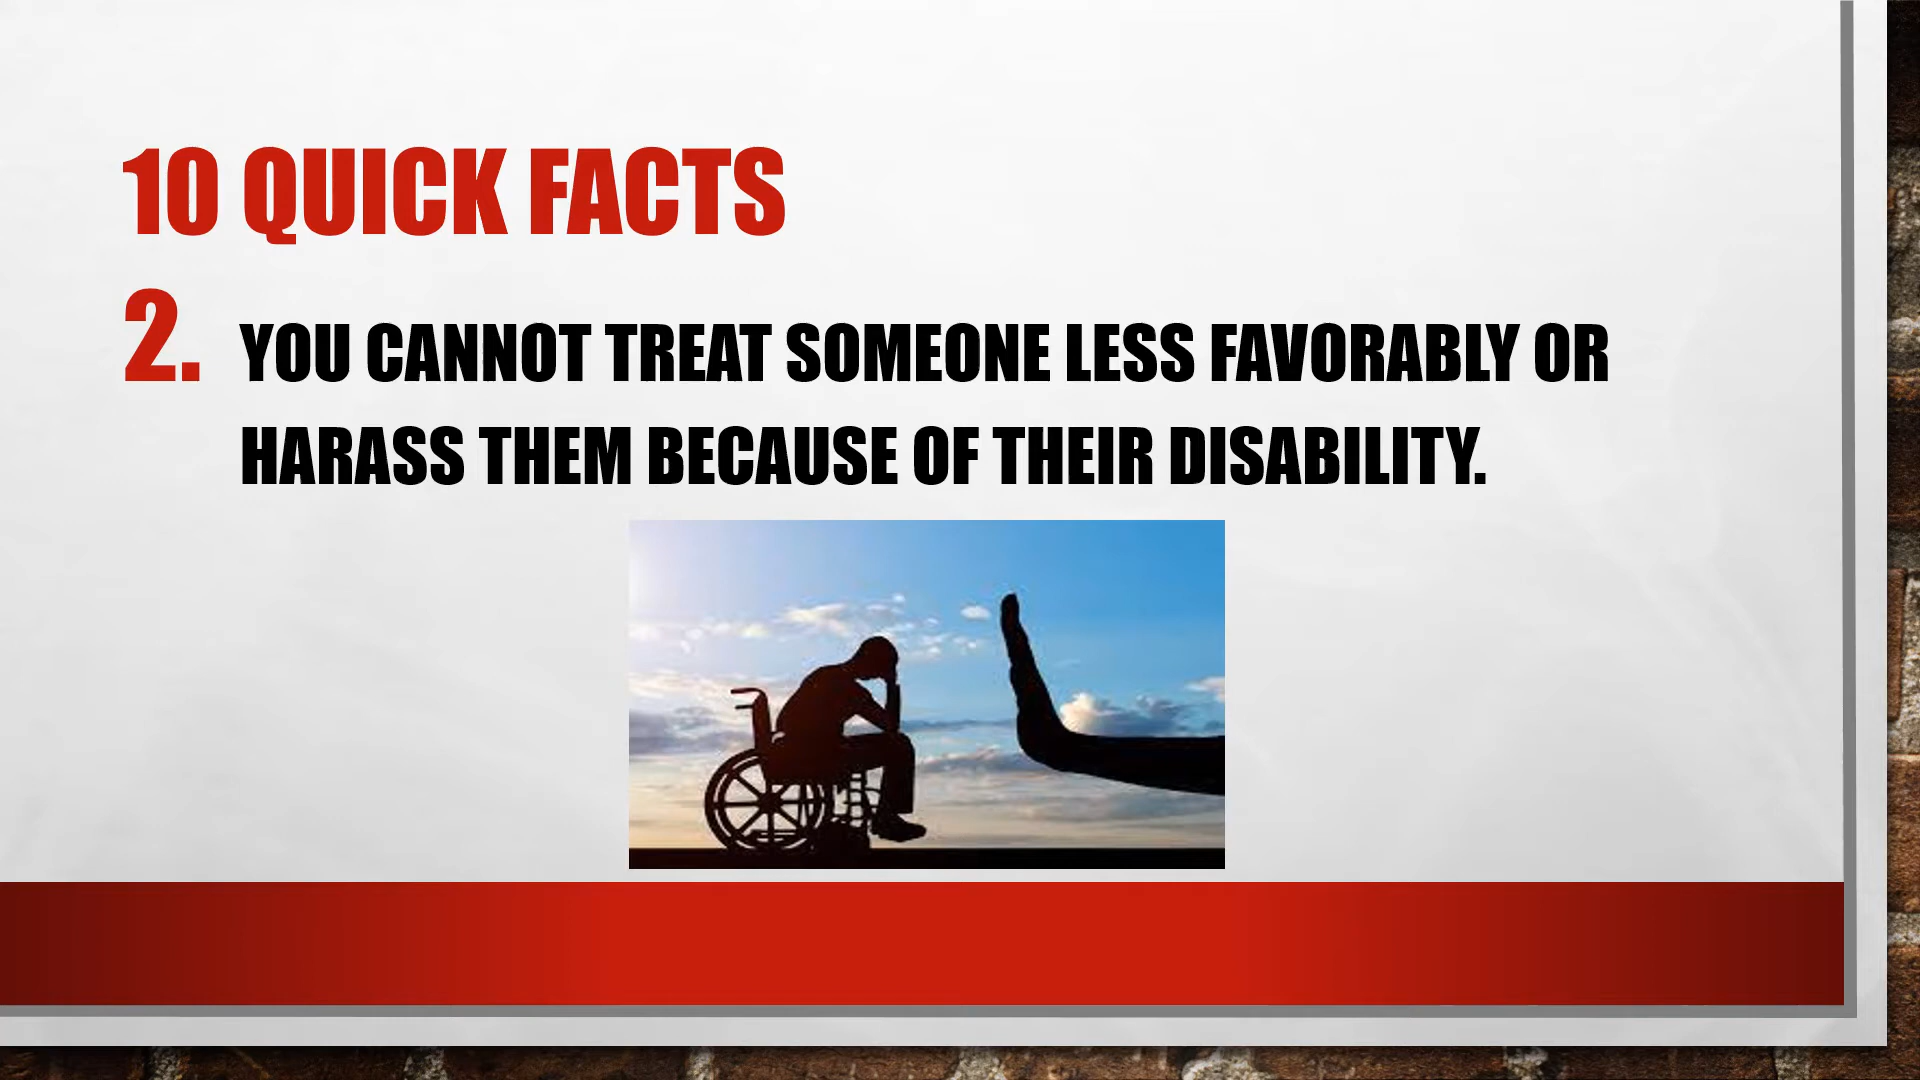 10 QUICK FACTS
2. YOU CANNOT TREAT SOMEONE LESS FAVORABLY OR
HARASS THEM BECAUSE OF THEIR DISABILITY.